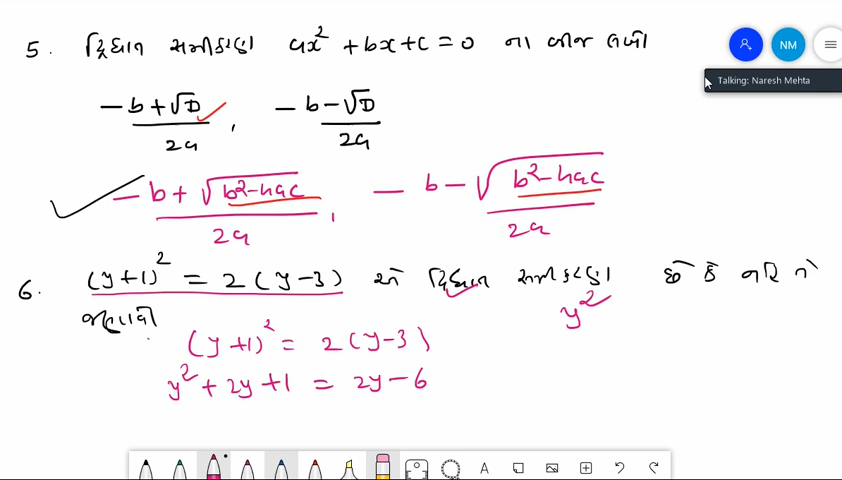 5. દ્વિઘાત સમીકરણ ax² + bx + c = 0 ના બીજ લખો
NM
Talking: Naresh Mehta
-b+√D/2a , -b-√D/2a
-b+√b²-4ac/2a , -b-√b²-4ac/2a
6. (y+1)² = 2(y-3) એ દ્વિઘાત સમીકરણ છે કે નહિ તે
જણાવો
y²
(y+1)² = 2(y-3)
y² + 2y + 1 = 2y - 6
A